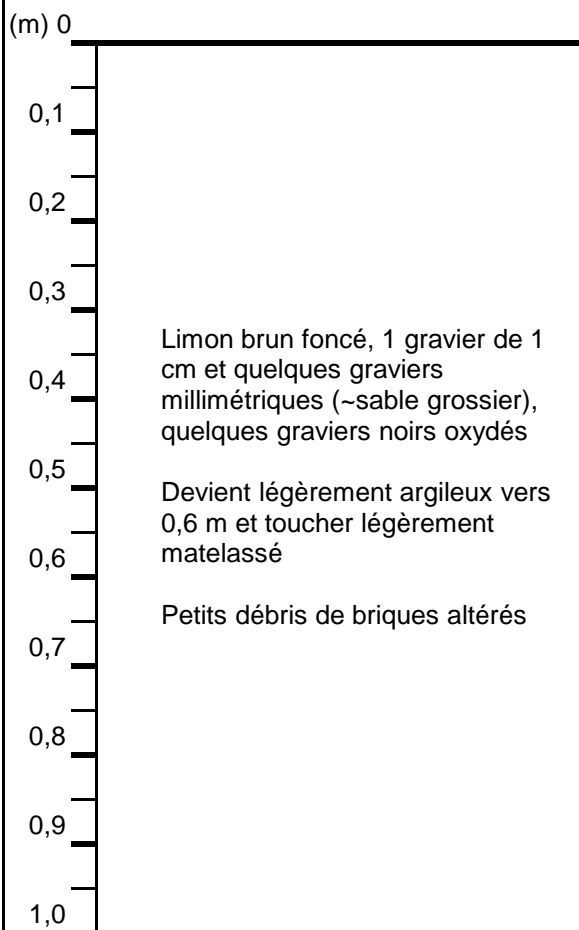 (m) 0
0,1
0,2
0,3
Limon brun foncé, 1 gravier de 1
cm et quelques graviers
0,4
millimétriques (~sable grossier),
quelques graviers noirs oxydés
0,5
Devient légèrement argileux vers
0,6 m et toucher légèrement
0,6
matelassé
Petits débris de briques altérés
0,7
0,8
0,9
1,0